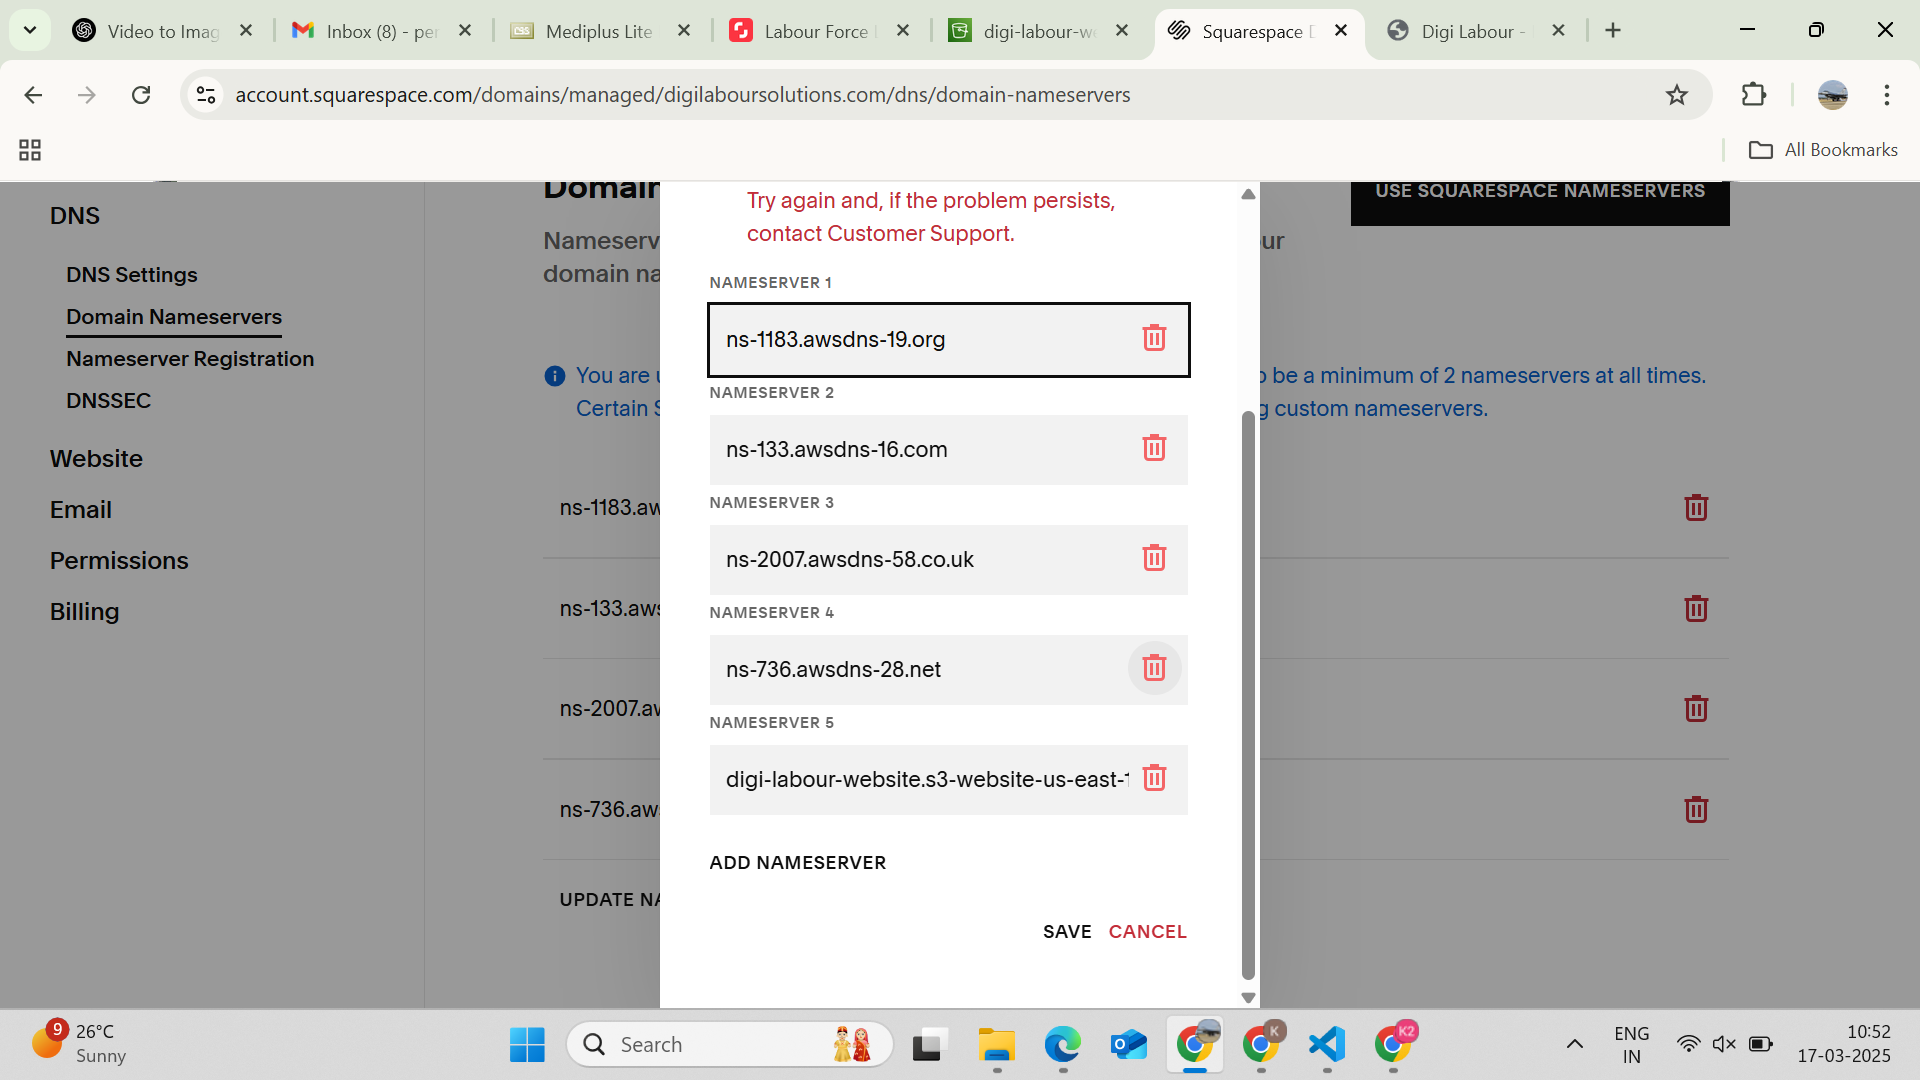 Video to Imag
Inbox (8) - per
Mediplus Lite
Labour Force
digi-labour-we
Squarespace D
Digi Labour -
account.squarespace.com/domains/managed/digilaboursolutions.com/dns/domain-nameservers
All Bookmarks
DNS
DNS Settings
Domain Nameservers
Nameserver Registration
DNSSEC
Website
Email
Permissions
Billing
Domain
USE SQUARESPACE NAMESERVERS
Nameserv
ur
domain na
You are u
o be a minimum of 2 nameservers at all times.
Certain S
g custom nameservers.
ns-1183.aw
ns-133.aws
ns-2007.aw
ns-736.aws
UPDATE NA
Try again and, if the problem persists,
contact Customer Support.
NAMESERVER 1
ns-1183.awsdns-19.org
NAMESERVER 2
ns-133.awsdns-16.com
NAMESERVER 3
ns-2007.awsdns-58.co.uk
NAMESERVER 4
ns-736.awsdns-28.net
NAMESERVER 5
digi-labour-website.s3-website-us-east-1
ADD NAMESERVER
SAVE
CANCEL
9
26°C
Sunny
Search
K
K2
ENG
IN
10:52
17-03-2025